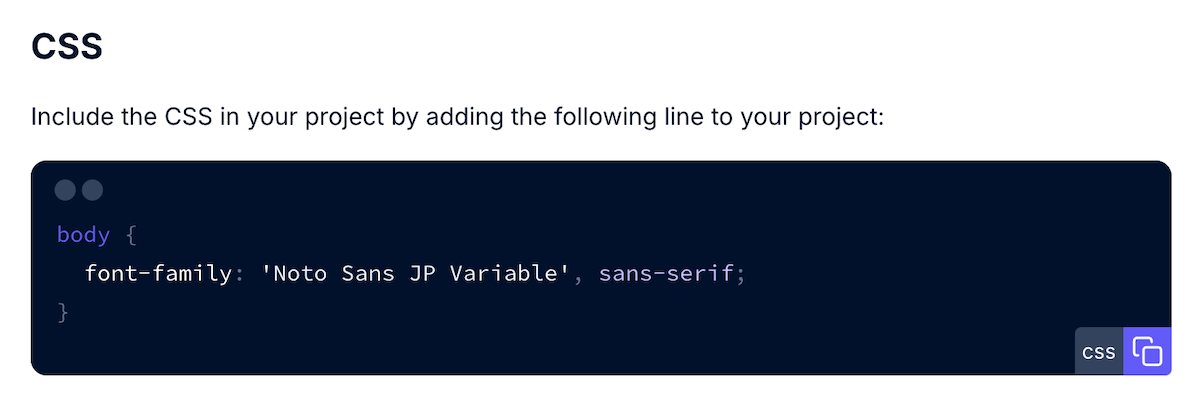 CSS
Include the CSS in your project by adding the following line to your project:
body {
  font-family: 'Noto Sans JP Variable', sans-serif;
}
css